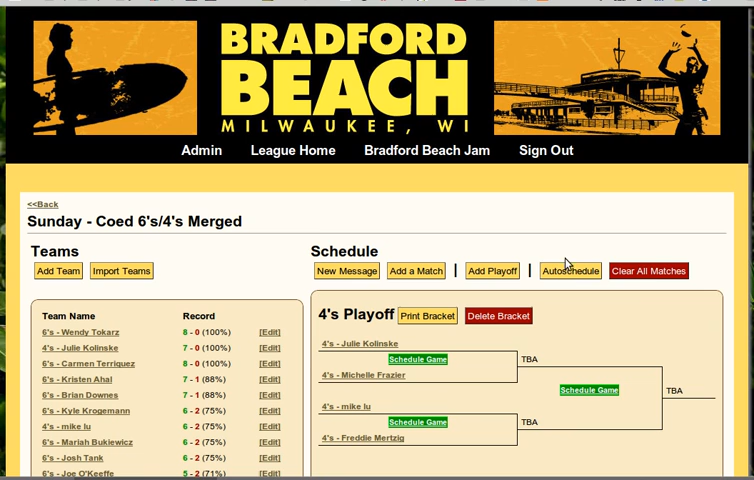 BRADFORD
BEACH
MILWAUKEE, WI
Admin League Home Bradford Beach Jam Sign Out
<<Back
Sunday - Coed 6's/4's Merged
Teams
Add Team Import Teams
Team Name Record
6's - Wendy Tokarz 8 - 0 (100%) [Edit]
4's - Julie Kolinske 7 - 0 (100%) [Edit]
6's - Carmen Terriquez 8 - 0 (100%) [Edit]
6's - Kristen Ahal 7 - 1 (88%) [Edit]
6's - Brian Downes 7 - 1 (88%) [Edit]
6's - Kyle Krogemann 6 - 2 (75%) [Edit]
4's - mike lu 6 - 2 (75%) [Edit]
6's - Mariah Bukiewicz 6 - 2 (75%) [Edit]
6's - Josh Tank 6 - 2 (75%) [Edit]
6's - Joe O'Keeffe 5 - 2 (71%) [Edit]
Schedule
New Message Add a Match | Add Playoff | Autoschedule Clear All Matches
4's Playoff Print Bracket Delete Bracket
4's - Julie Kolinske
Schedule Game TBA
4's - Michelle Frazier
Schedule Game TBA
4's - mike lu
Schedule Game TBA
4's - Freddie Mertzig